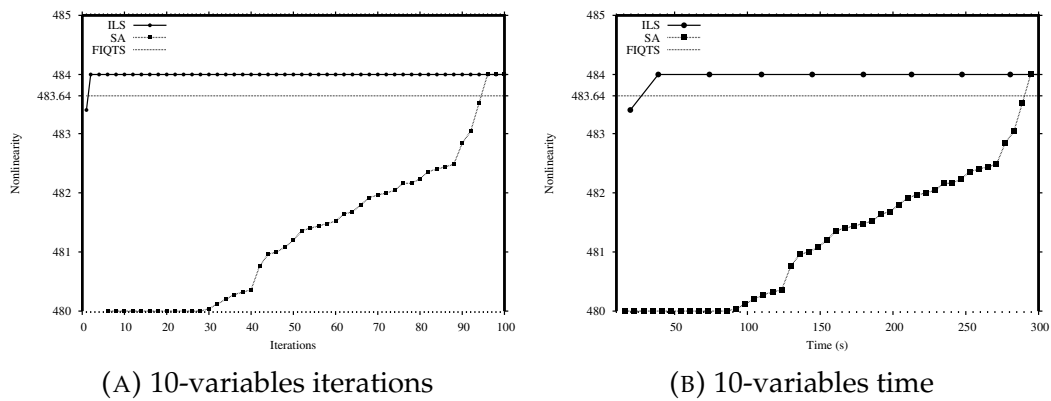 485
484
483.64
483
482
481
480
Nonlinearity
ILS
SA
FIQTS
0 10 20 30 40 50 60 70 80 90 100
Iterations
(A) 10-variables iterations
485
484
483.64
483
482
481
480
Nonlinearity
ILS
SA
FIQTS
50 100 150 200 250 300
Time (s)
(B) 10-variables time